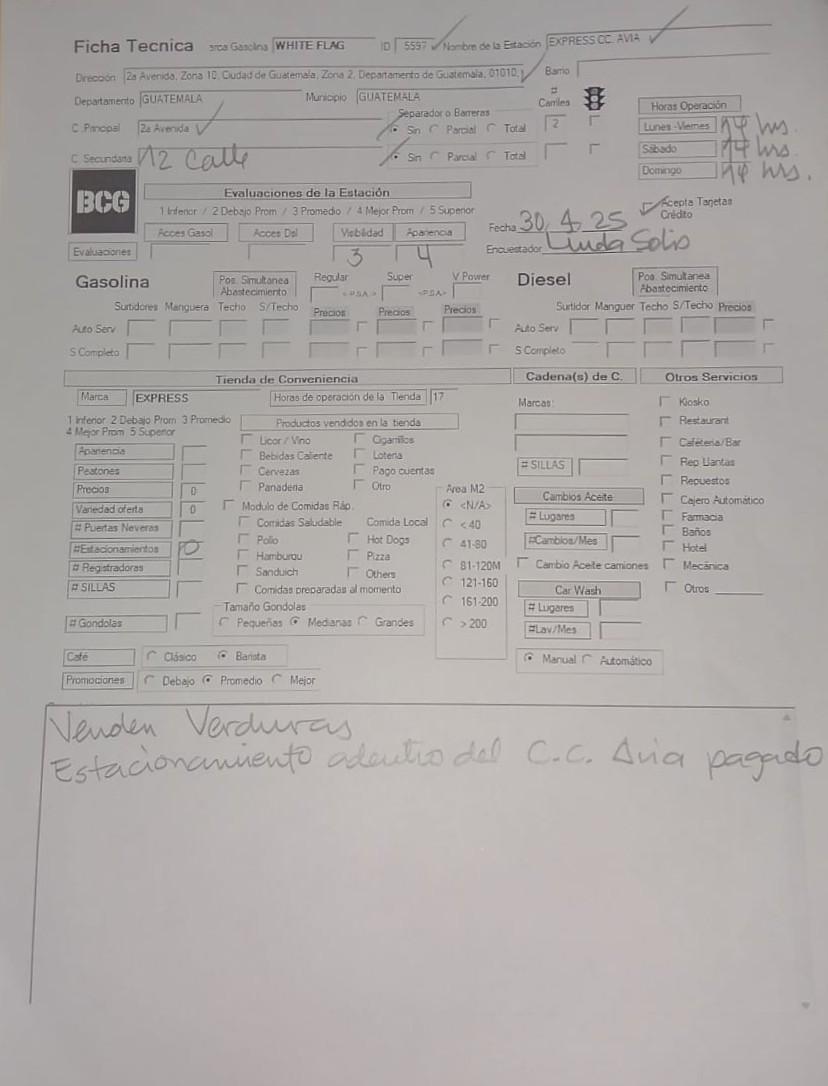 Ficha Tecnica arca Gasolina WHITE FLAG ID 5597 Nombre de la Estación EXPRESS CC. AVIA
Dirección 2a Avenida, Zona 10, Ciudad de Guatemala, Zona 2, Departamento de Guatemala, 01010, Barrio
Departamento GUATEMALA Municipio GUATEMALA # Carriles Horas Operación
Separador o Barreras
C .Principal 2a Avenida Sin Parcial Total 2 Lunes -Viernes 14 hrs.
C. Secundaria 12 Calle Sin Parcial Total Sábado 14 hrs.
Domingo 14 hrs.
BCG
Evaluaciones de la Estación
1 Inferior / 2 Debajo Prom / 3 Promedio / 4 Mejor Prom / 5 Superior
Acces Gasol Acces Dsl Visibilidad Apariencia
Evaluaciones 3 4
Fecha 30, 4, 25 Acepta Tarjetas Crédito
Encuestador Linda Solis
Gasolina Pos. Simultanea Abastecimiento Regular <-P.S.A.-> Super <-P.S.A.-> V Power Diesel Pos. Simultanea Abastecimiento
Surtidores Manguera Techo S/Techo Precios Precios Precios Surtidor Manguer Techo S/Techo Precios
Auto Serv Auto Serv
S Completo S Completo
Tienda de Conveniencia Cadena(s) de C. Otros Servicios
Marca EXPRESS Horas de operación de la Tienda 17
1 Inferior 2 Debajo Prom 3 Promedio
4 Mejor Prom 5 Superior
Apariencia
Peatones
Precios 0
Variedad oferta 0
# Puertas Neveras
#Estacionamientos 0
# Registradoras
# SILLAS
# Gondolas
Productos vendidos en la tienda
Licor / Vino Cigarrillos
Bebidas Caliente Loteria
Cervezas Pago cuentas
Panaderia Otro
Modulo de Comidas Ráp.
Comidas Saludable Comida Local
Pollo Hot Dogs
Hamburqu Pizza
Sanduich Others
Comidas preparadas al momento
Tamaño Gondolas
Pequeñas Medianas Grandes
Area M2
<N/A>
< 40
41-80
81-120M
121-160
161-200
> 200
Marcas:
# SILLAS
Cambios Aceite
# Lugares
#Cambios/Mes
Cambio Aceite camiones
Car Wash
# Lugares
#Lav/Mes
Manual Automático
Kiosko
Restaurant
Cafétería/Bar
Rep Llantas
Repuestos
Cajero Automático
Farmacia
Baños
Hotel
Mecánica
Otros
Café Clásico Barista
Promociones Debajo Promedio Mejor
Venden Verduras
Estacionamiento adentro del C.C. Avia pagado